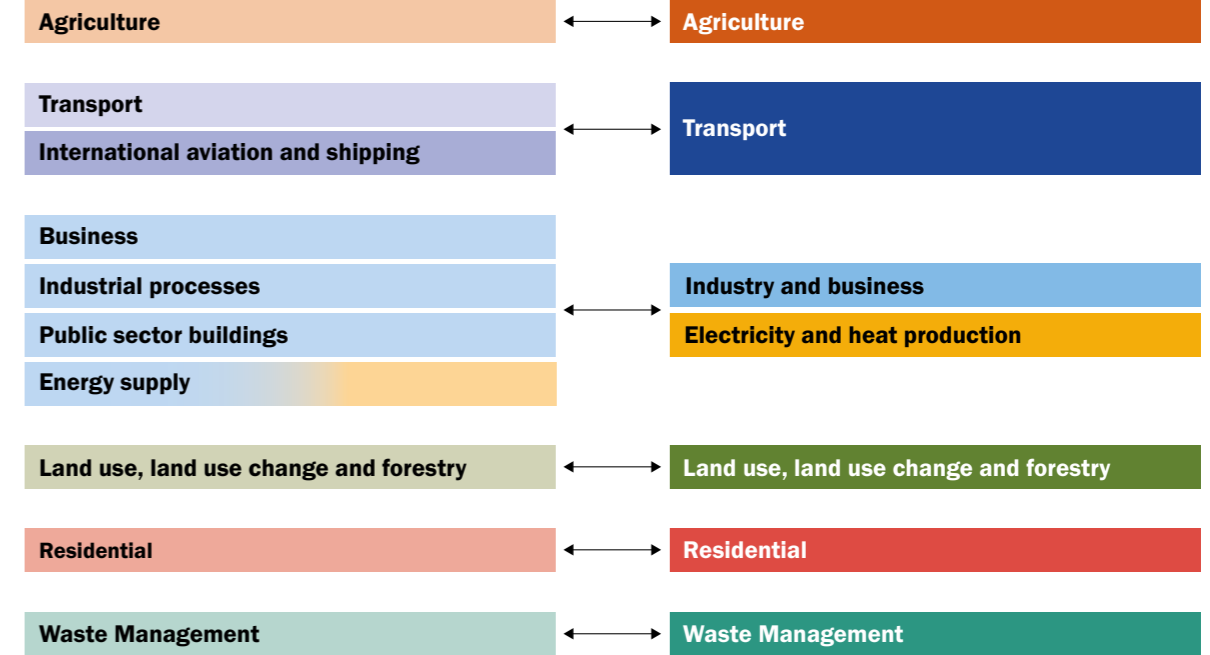 Agriculture
Agriculture
Transport
International aviation and shipping
Transport
Business
Industrial processes
Public sector buildings
Energy supply
Industry and business
Electricity and heat production
Land use, land use change and forestry
Land use, land use change and forestry
Residential
Residential
Waste Management
Waste Management